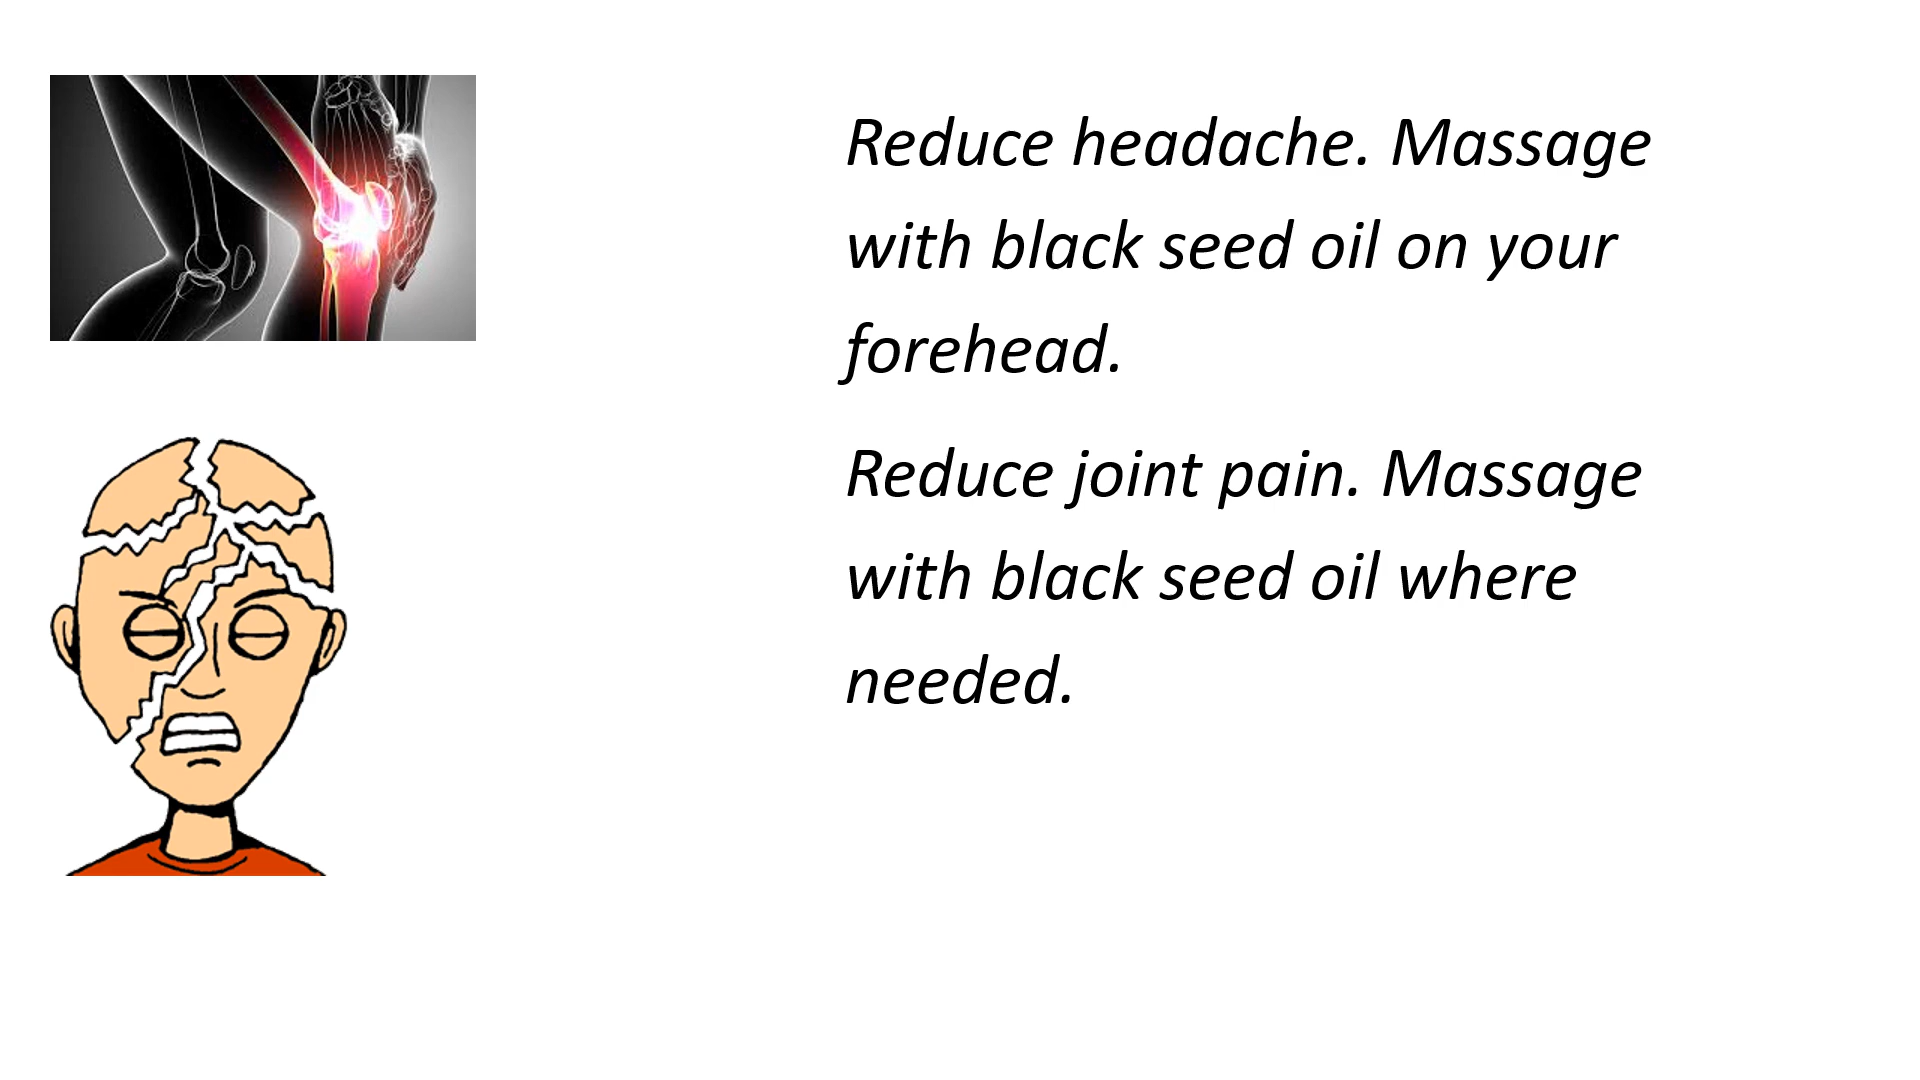 Reduce headache. Massage
with black seed oil on your
forehead.
Reduce joint pain. Massage
with black seed oil where
needed.